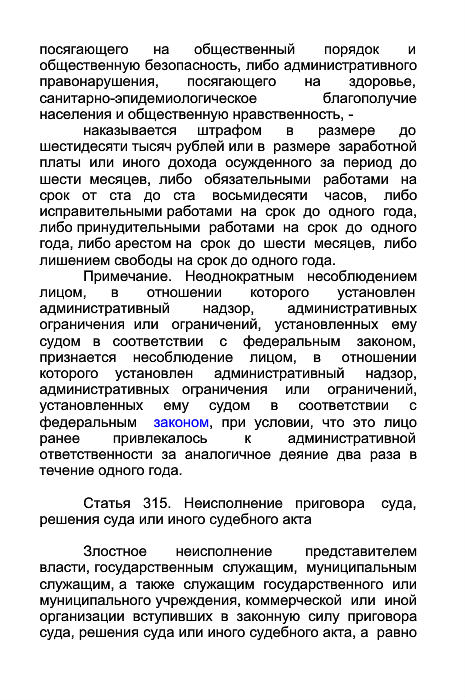 посягающего на общественный порядок и
общественную безопасность, либо административного
правонарушения, посягающего на здоровье,
санитарно-эпидемиологическое благополучие
населения и общественную нравственность, -
наказывается штрафом в размере до
шестидесяти тысяч рублей или в размере заработной
платы или иного дохода осужденного за период до
шести месяцев, либо обязательными работами на
срок от ста до ста восьмидесяти часов, либо
исправительными работами на срок до одного года,
либо принудительными работами на срок до одного
года, либо арестом на срок до шести месяцев, либо
лишением свободы на срок до одного года.
Примечание. Неоднократным несоблюдением
лицом, в отношении которого установлен
административный надзор, административных
ограничения или ограничений, установленных ему
судом в соответствии с федеральным законом,
признается несоблюдение лицом, в отношении
которого установлен административный надзор,
административных ограничения или ограничений,
установленных ему судом в соответствии с
федеральным законом, при условии, что это лицо
ранее привлекалось к административной
ответственности за аналогичное деяние два раза в
течение одного года.
Статья 315. Неисполнение приговора суда,
решения суда или иного судебного акта
Злостное неисполнение представителем
власти, государственным служащим, муниципальным
служащим, а также служащим государственного или
муниципального учреждения, коммерческой или иной
организации вступивших в законную силу приговора
суда, решения суда или иного судебного акта, а равно